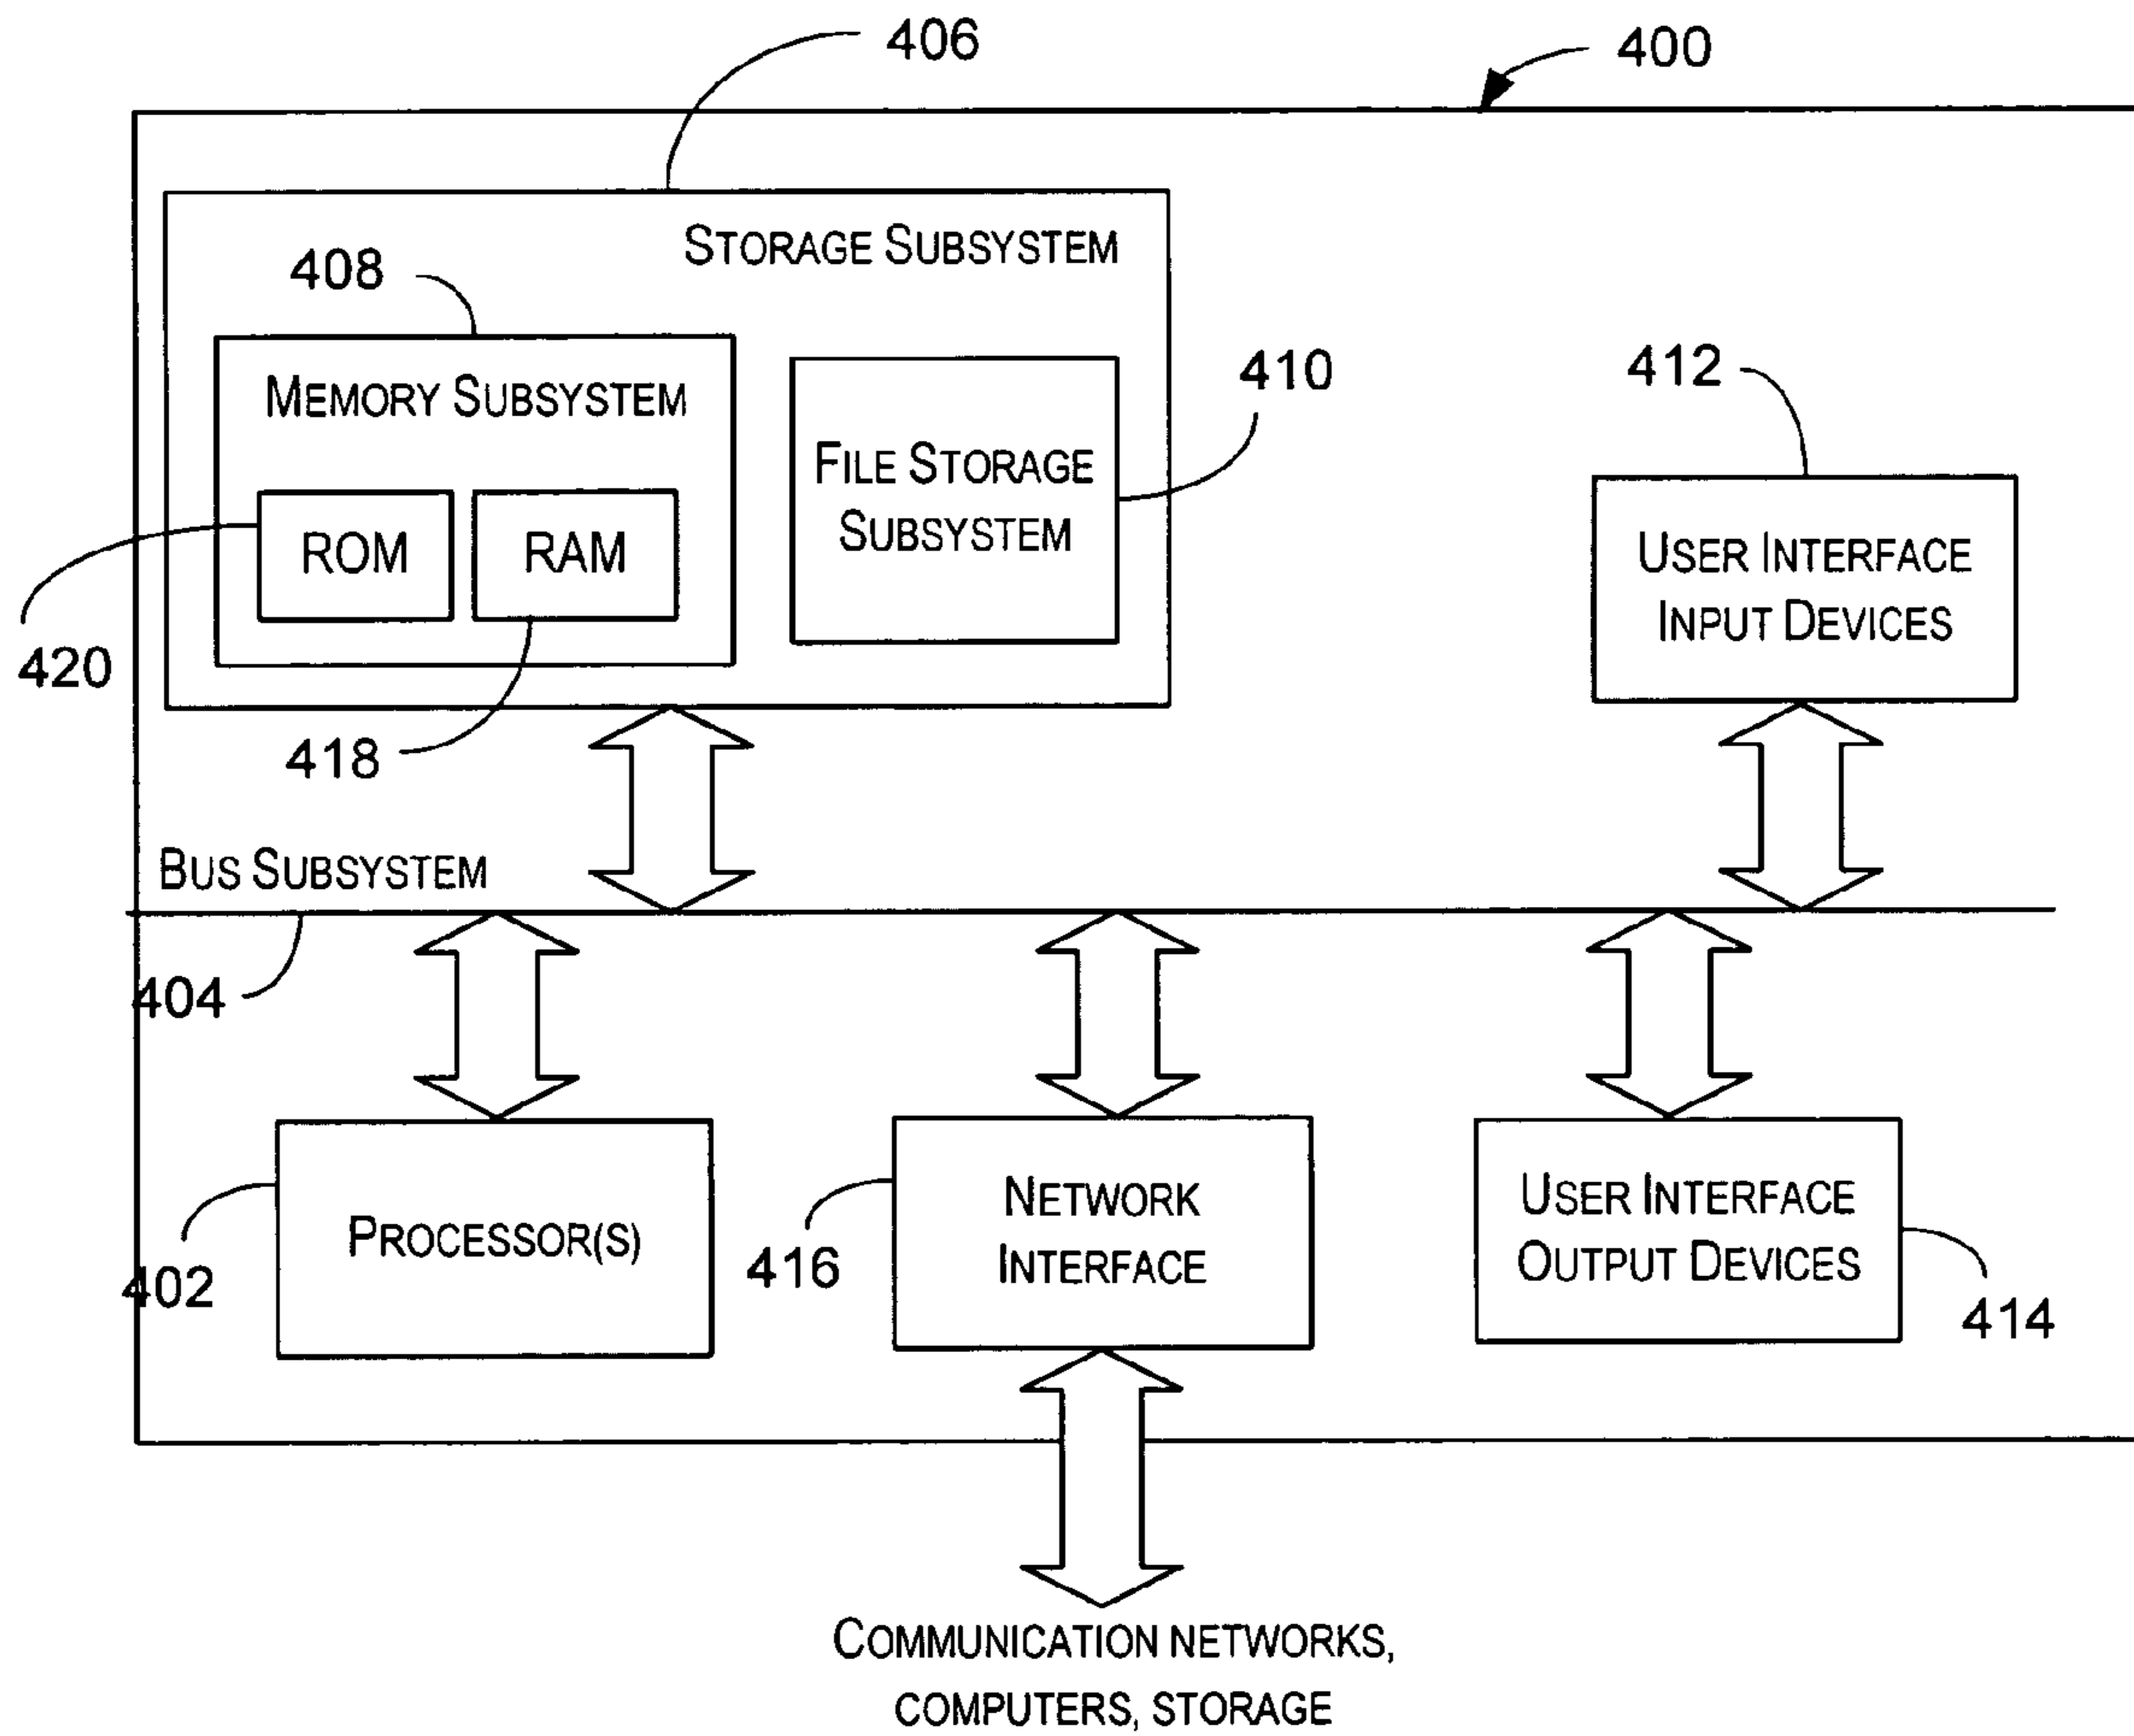 406
400
STORAGE SUBSYSTEM
408
MEMORY SUBSYSTEM
410
412
FILE STORAGE
SUBSYSTEM
ROM
RAM
USER INTERFACE
INPUT DEVICES
420
418
BUS SUBSYSTEM
404
PROCESSOR(S)
402
NETWORK
INTERFACE
416
USER INTERFACE
OUTPUT DEVICES
414
COMMUNICATION NETWORKS,
COMPUTERS, STORAGE